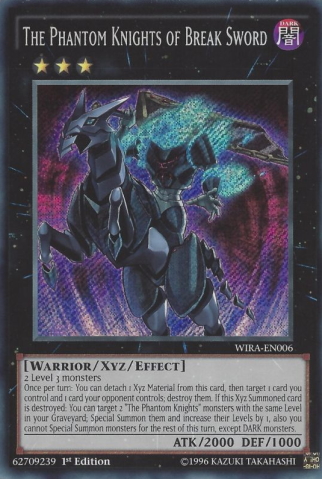 THE PHANTOM KNIGHTS OF BREAK SWORD
DARK
闇
WIRA-EN006
[WARRIOR/XYZ/EFFECT]
2 Level 3 monsters
Once per turn: You can detach 1 Xyz Material from this card, then target 1 card you
control and 1 card your opponent controls; destroy them. If this Xyz Summoned card
is destroyed: You can target 2 "The Phantom Knights" monsters with the same Level
in your Graveyard; Special Summon them and increase their Levels by 1, also you
cannot Special Summon monsters for the rest of this turn, except DARK monsters.
ATK/2000 DEF/1000
62709239 1st Edition ©1996 KAZUKI TAKAHASHI